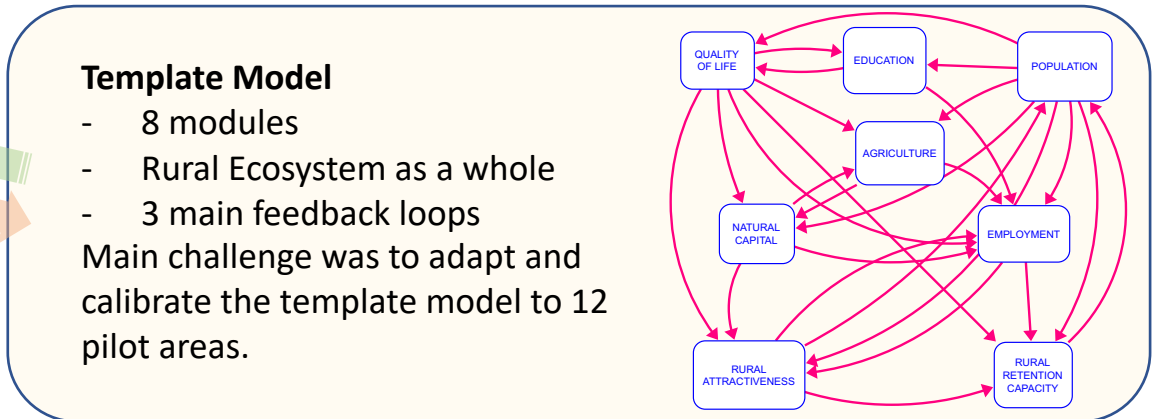 Template Model
- 8 modules
- Rural Ecosystem as a whole
- 3 main feedback loops
Main challenge was to adapt and
calibrate the template model to 12
pilot areas.
QUALITY
OF LIFE
EDUCATION
POPULATION
AGRICULTURE
NATURAL
CAPITAL
EMPLOYMENT
RURAL
ATTRACTIVENESS
RURAL
RETENTION
CAPACITY